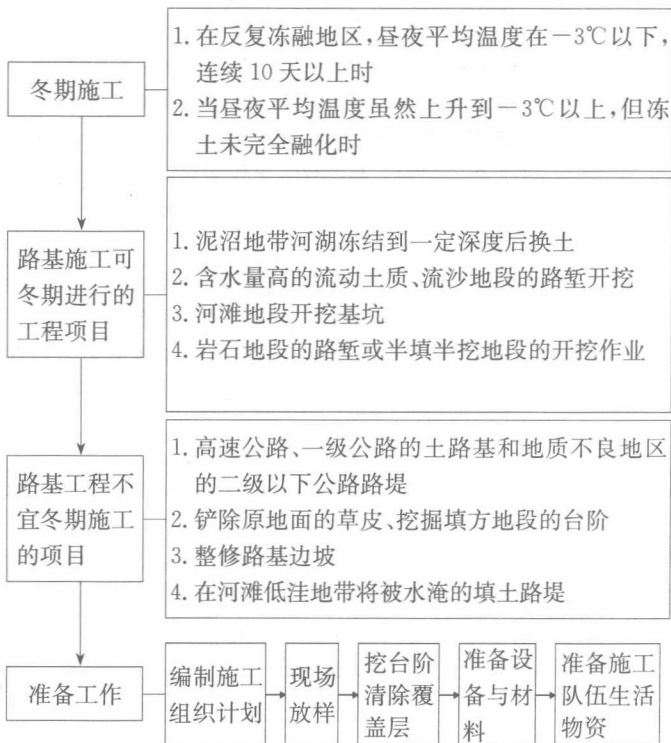 冬期施工
1. 在反复冻融地区,昼夜平均温度在－3℃以下,
连续 10 天以上时
2. 当昼夜平均温度虽然上升到－3℃以上,但冻
土未完全融化时
路基施工可
冬期进行的
工程项目
1. 泥沼地带河湖冻结到一定深度后换土
2. 含水量高的流动土质、流沙地段的路堑开挖
3. 河滩地段开挖基坑
4. 岩石地段的路堑或半填半挖地段的开挖作业
路基工程不
宜冬期施工
的项目
1. 高速公路、一级公路的土路基和地质不良地区
的二级以下公路路堤
2. 铲除原地面的草皮、挖掘填方地段的台阶
3. 整修路基边坡
4. 在河滩低洼地带将被水淹的填土路堤
准备工作
编制施工
组织计划
现场
放样
挖台阶
清除覆
盖层
准备设
备与材
料
准备施工
队伍生活
物资